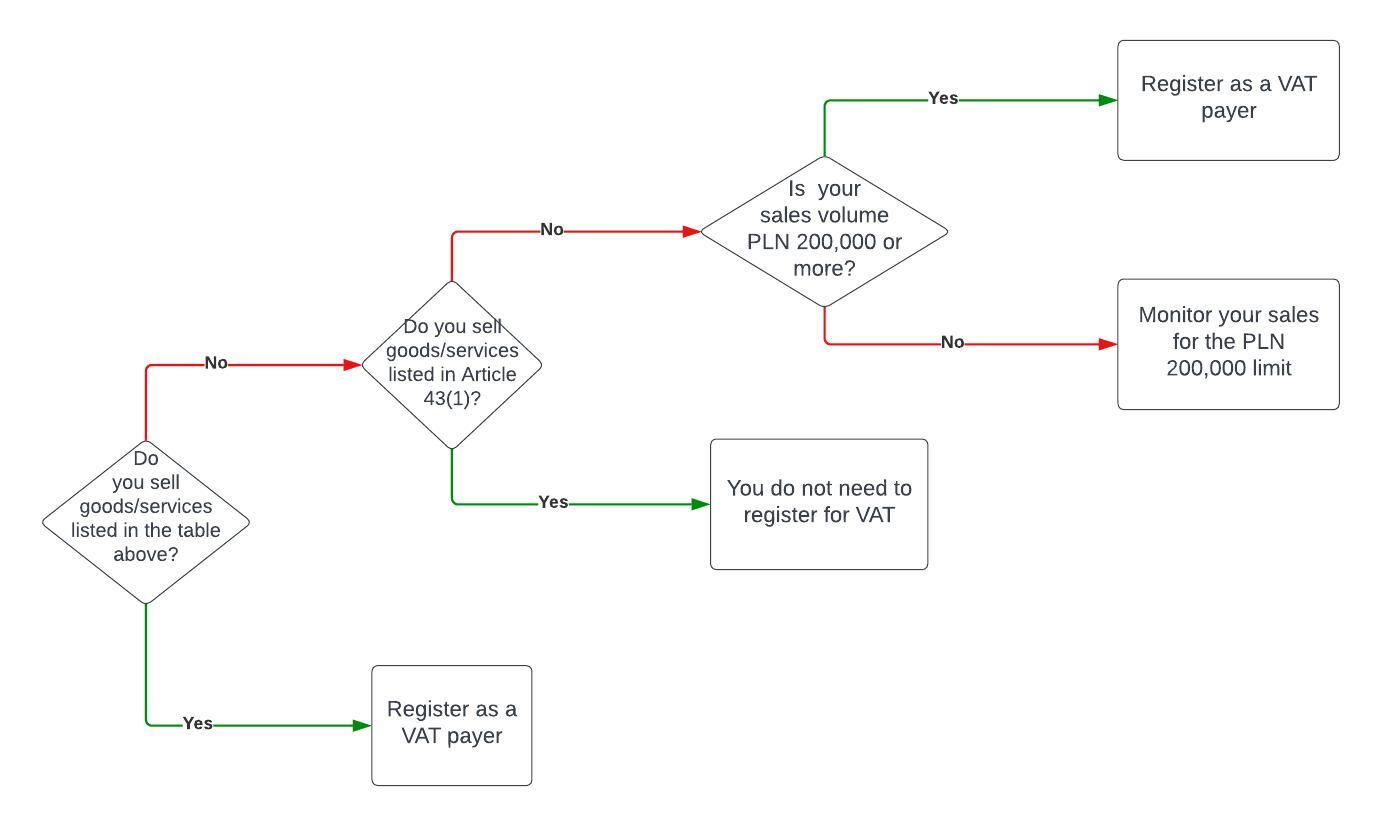 Yes
Register as a VAT
payer
Is your
sales volume
PLN 200,000 or
more?
No
Monitor your sales
for the PLN
200,000 limit
No
Do you sell
goods/services
listed in Article
43(1)?
Yes
You do not need to
register for VAT
No
Do
you sell
goods/services
listed in the table
above?
Yes
Register as a
VAT payer